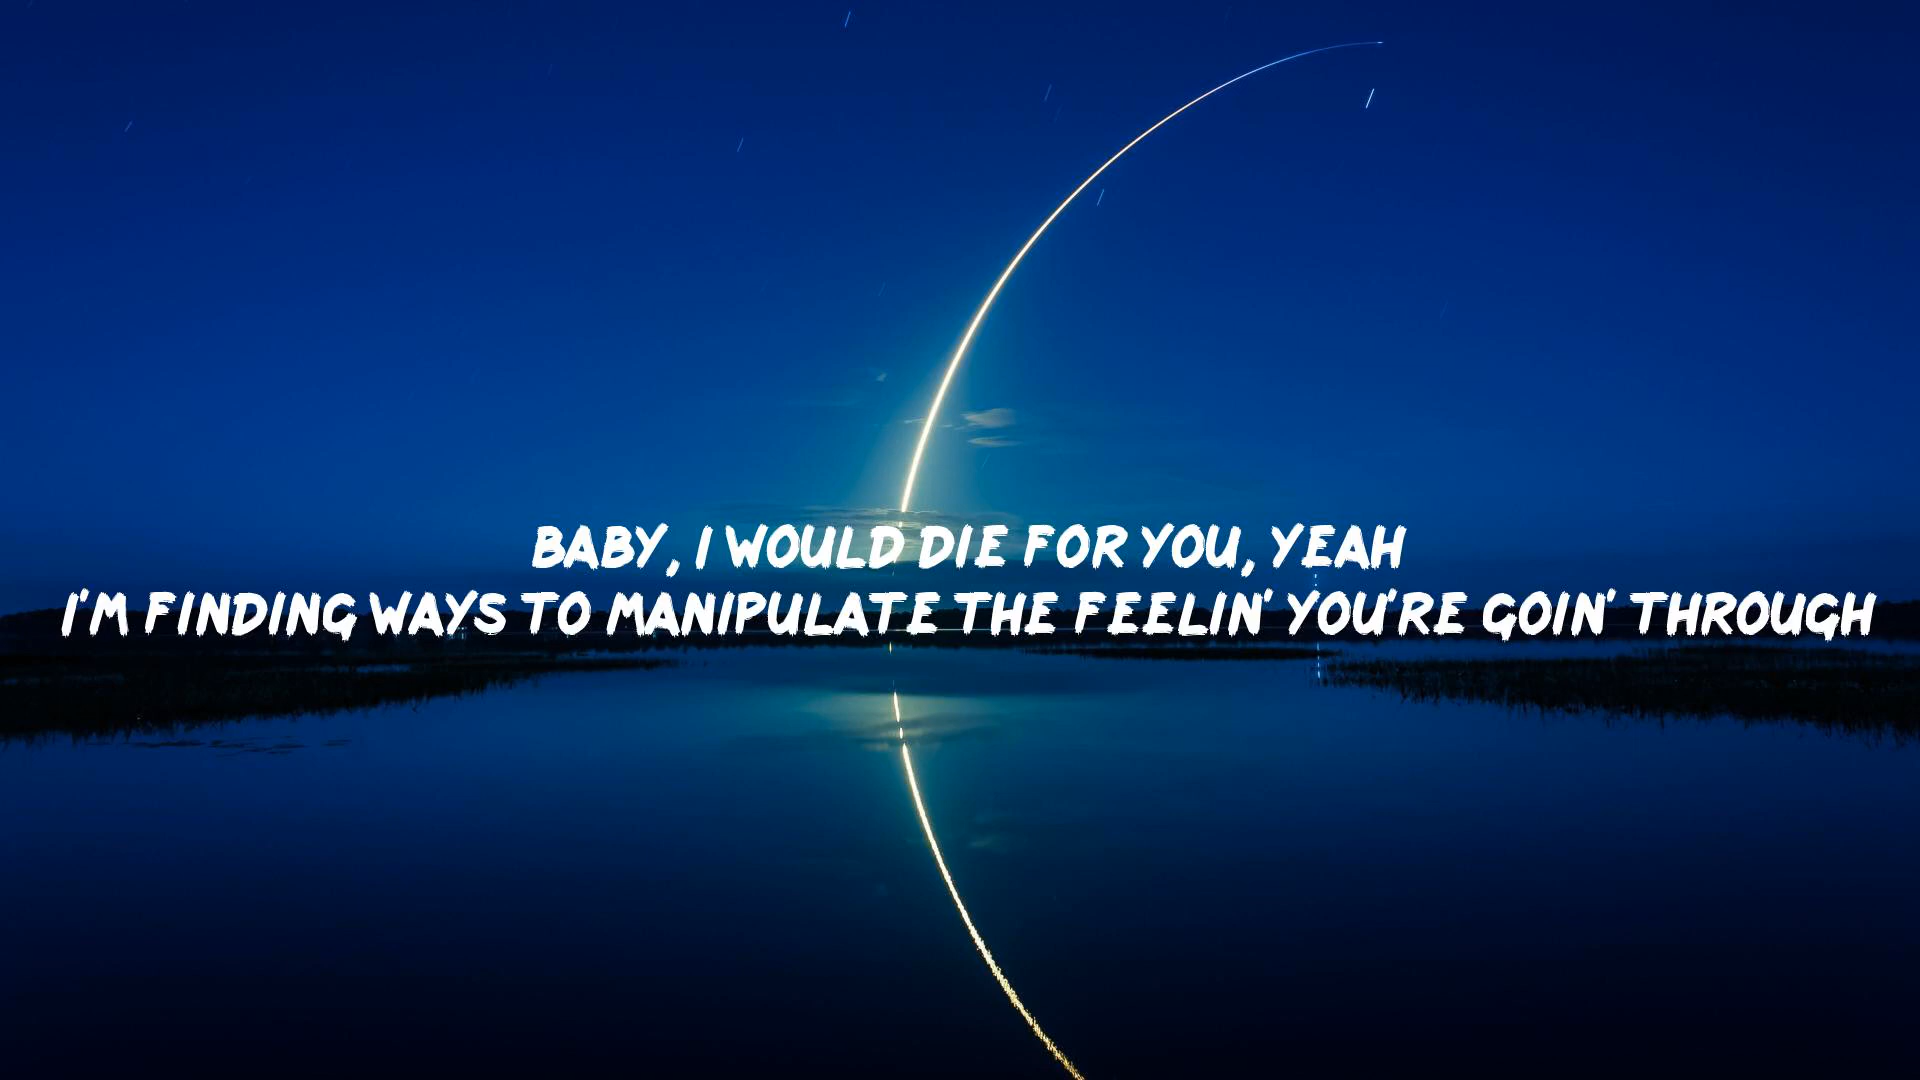 BABY, I WOULD DIE FOR YOU, YEAH
I'M FINDING WAYS TO MANIPULATE THE FEELIN' YOU'RE GOIN' THROUGH